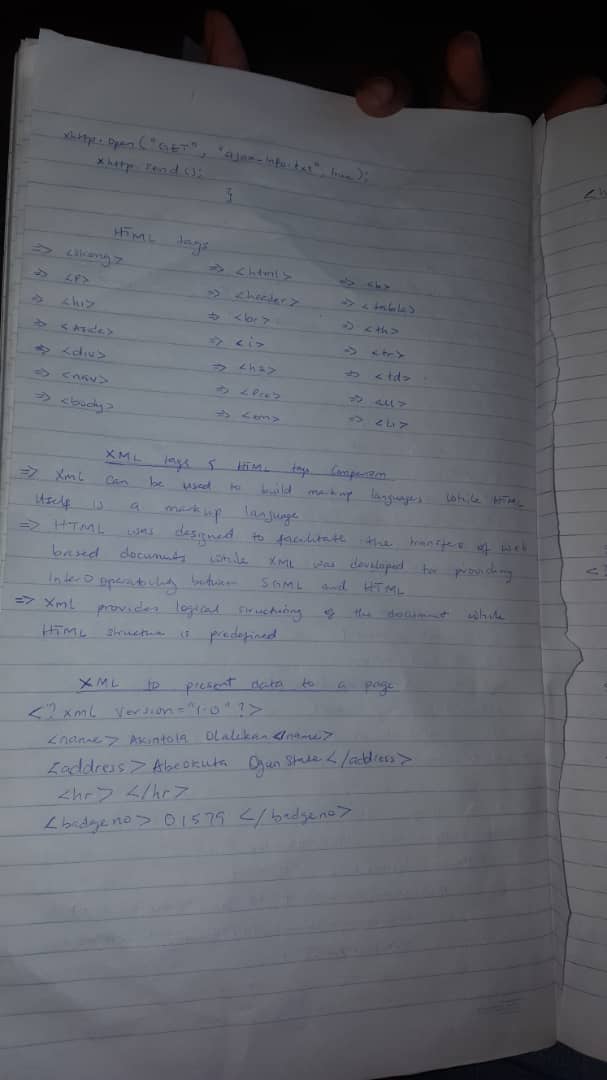 xhttp.open("GET", "ajax-info.txt", true);
xhttp.send();
}
HTML tags
=> <strong> => <html> => <b>
=> <P> => <header> => <table>
=> <h1> => <br> => <th>
=> <Aside> => <i> => <tr>
=> <div> => <h2> => <td>
=> <nav> => <Pre> => <ul>
=> <body> => <em> => <li>
XML tags & HTML tags Comparism
=> Xml can be used to build markup languages while HTML
itself is a markup language
=> HTML was designed to facilitate the transfer of web
based documents while XML was developed for providing
InterOperability between SGML and HTML
=> Xml provides logical structuring of the document while
HTML structure is predefined
XML to present data to a page
<? xml version="1.0" ?>
<name> Akintola Olalekan <name>
<address> Abeokuta Ogun State </address>
<hr> </hr>
<badgeno> 01579 </badgeno>